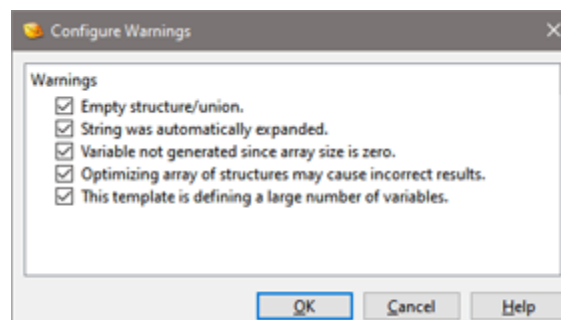 Configure Warnings
Warnings
Empty structure/union.
String was automatically expanded.
Variable not generated since array size is zero.
Optimizing array of structures may cause incorrect results.
This template is defining a large number of variables.
OK Cancel Help